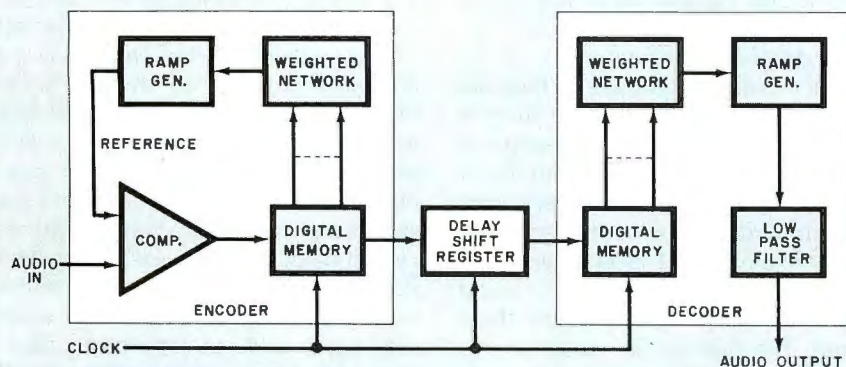 RAMP
GEN.
WEIGHTED
NETWORK
REFERENCE
COMP.
DIGITAL
MEMORY
AUDIO
IN
ENCODER
CLOCK
DELAY
SHIFT
REGISTER
WEIGHTED
NETWORK
RAMP
GEN.
DIGITAL
MEMORY
LOW
PASS
FILTER
DECODER
AUDIO OUTPUT